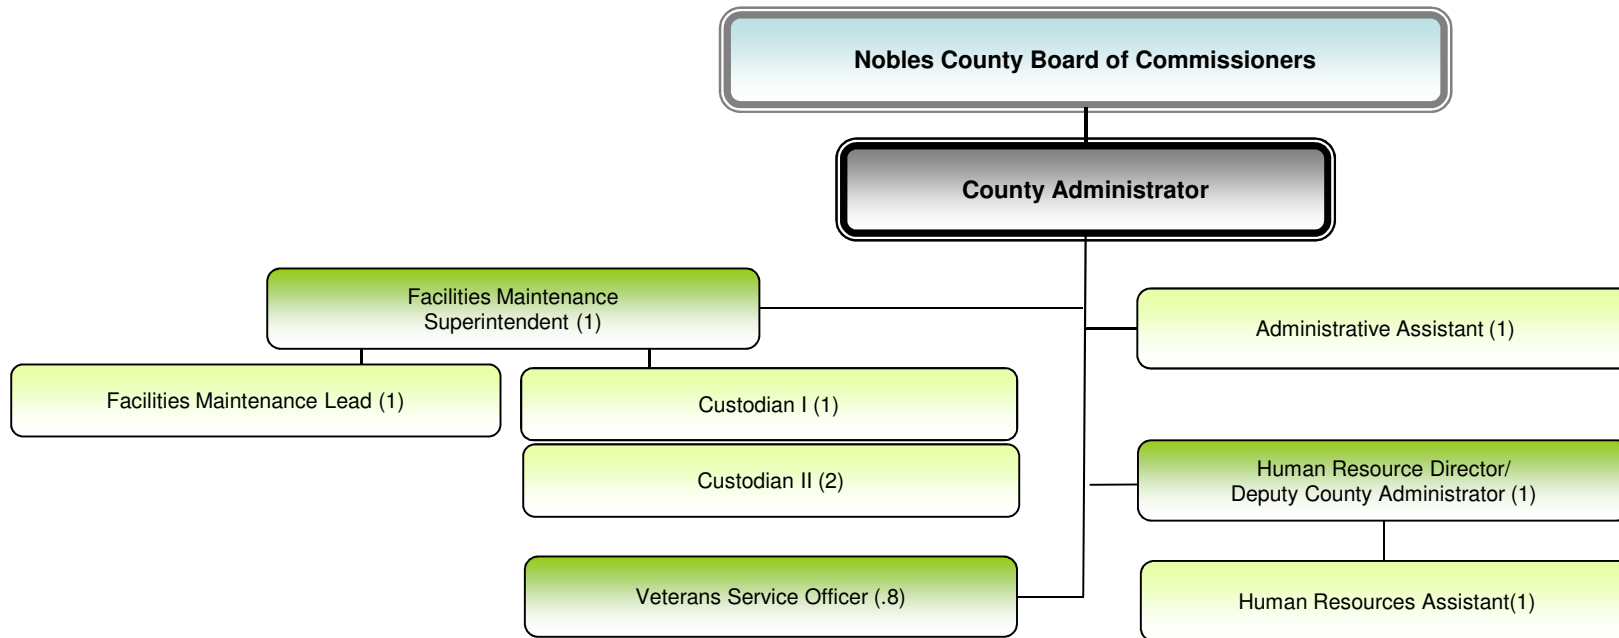 Nobles County Board of Commissioners
County Administrator
Facilities Maintenance
Superintendent (1)
Administrative Assistant (1)
Facilities Maintenance Lead (1)
Custodian I (1)
Custodian II (2)
Human Resource Director/
Deputy County Administrator (1)
Veterans Service Officer (.8)
Human Resources Assistant(1)